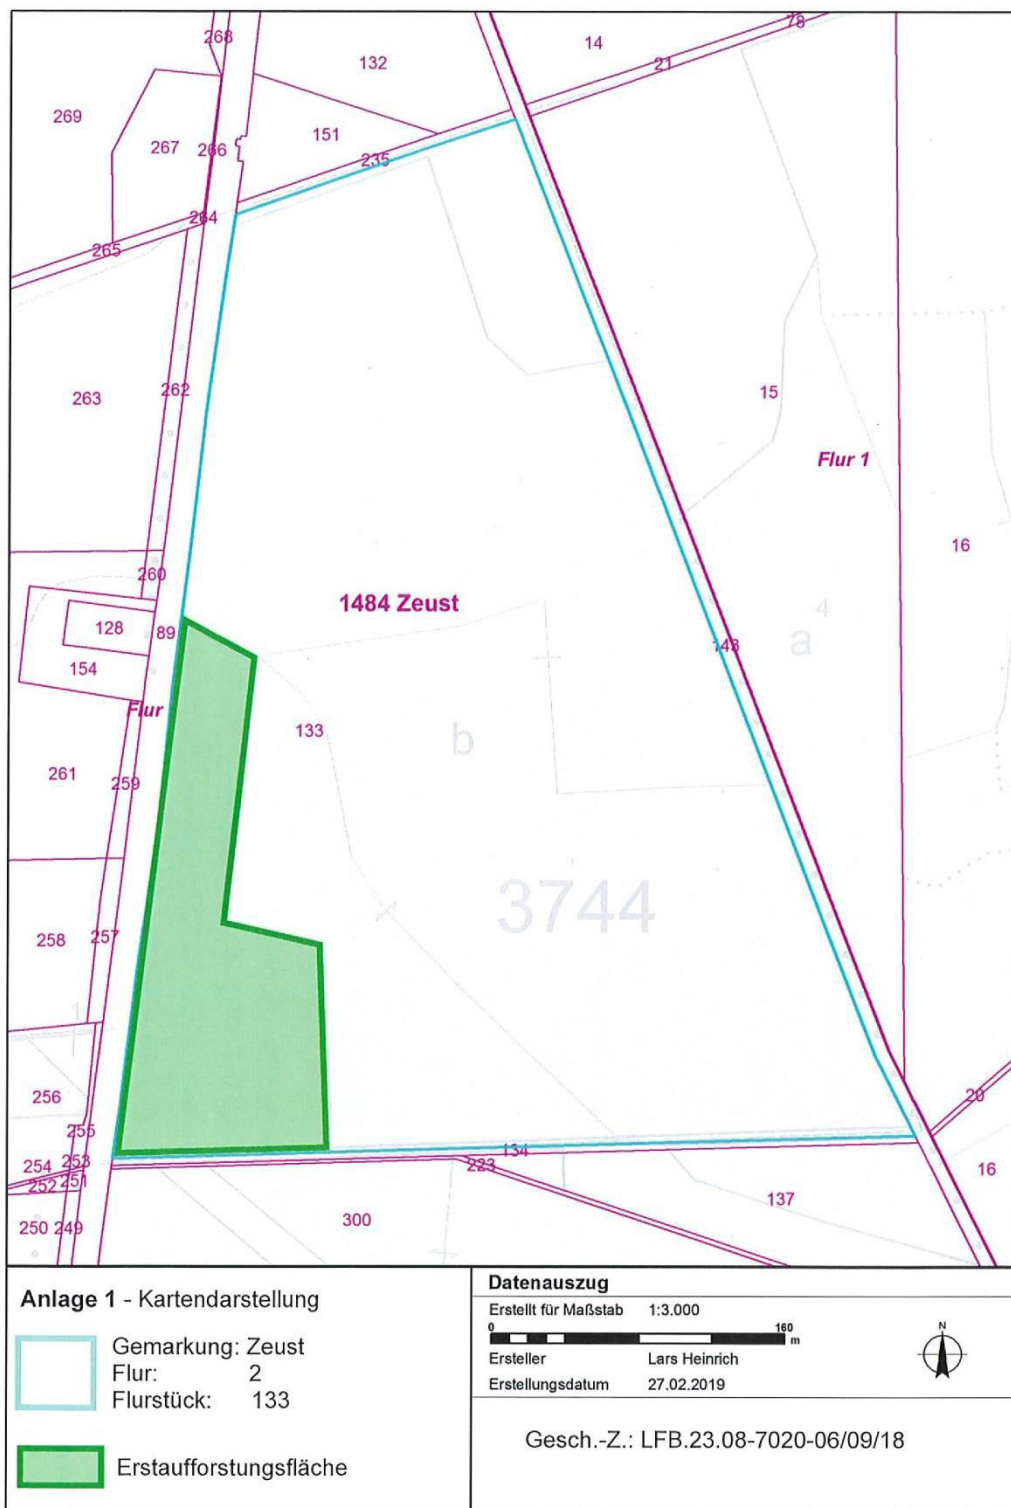 268
132
14
78
21
269
267
266
151
235
264
265
263
262
15
Flur 1
16
260
1484 Zeust
4
128
89
143
a
154
Flur
133
b
261
259
3744
258
257
1
256
20
255
134
254
253
223
16
252
251
137
250
249
300
Anlage 1 - Kartendarstellung
Gemarkung: Zeust
Flur: 2
Flurstück: 133
Erstaufforstungsfläche
Datenauszug
Erstellt für Maßstab 1:3.000
0 160
m
Ersteller Lars Heinrich
Erstellungsdatum 27.02.2019
N
Gesch.-Z.: LFB.23.08-7020-06/09/18